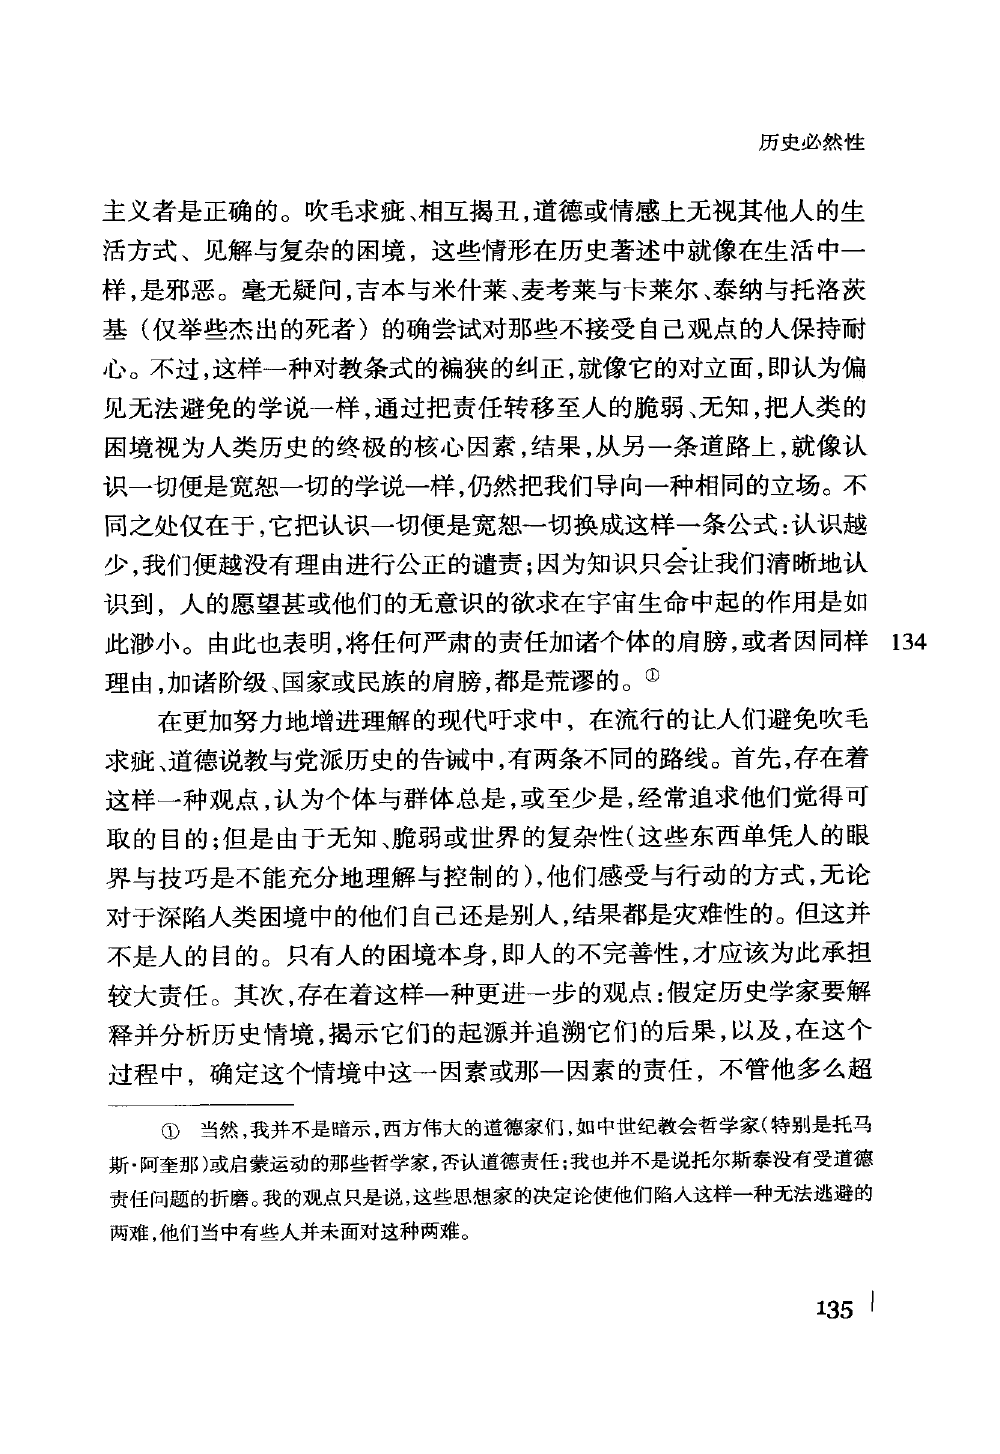 历史必然性
主义者是正确的。吹毛求疵、相互揭丑,道德或情感上无视其他人的生
活方式、见解与复杂的困境,这些情形在历史著述中就像在生活中一
样,是邪恶。毫无疑问,吉本与米什莱、麦考莱与卡莱尔、泰纳与托洛茨
基（仅举些杰出的死者）的确尝试对那些不接受自己观点的人保持耐
心。不过,这样一种对教条式的褊狭的纠正,就像它的对立面,即认为偏
见无法避免的学说一样,通过把责任转移至人的脆弱、无知,把人类的
困境视为人类历史的终极的核心因素,结果,从另一条道路上,就像认
识一切便是宽恕一切的学说一样,仍然把我们导向一种相同的立场。不
同之处仅在于,它把认识一切便是宽恕一切换成这样一条公式:认识越
少,我们便越没有理由进行公正的谴责;因为知识只会让我们清晰地认
识到,人的愿望甚或他们的无意识的欲求在宇宙生命中起的作用是如
此渺小。由此也表明,将任何严肃的责任加诸个体的肩膀,或者因同样 134
理由,加诸阶级、国家或民族的肩膀,都是荒谬的。①
在更加努力地增进理解的现代吁求中,在流行的让人们避免吹毛
求疵、道德说教与党派历史的告诫中,有两条不同的路线。首先,存在着
这样一种观点,认为个体与群体总是,或至少是,经常追求他们觉得可
取的目的;但是由于无知、脆弱或世界的复杂性(这些东西单凭人的眼
界与技巧是不能充分地理解与控制的),他们感受与行动的方式,无论
对于深陷人类困境中的他们自己还是别人,结果都是灾难性的。但这并
不是人的目的。只有人的困境本身,即人的不完善性,才应该为此承担
较大责任。其次,存在着这样一种更进一步的观点:假定历史学家要解
释并分析历史情境,揭示它们的起源并追溯它们的后果,以及,在这个
过程中,确定这个情境中这一因素或那一因素的责任,不管他多么超
① 当然,我并不是暗示,西方伟大的道德家们,如中世纪教会哲学家(特别是托马
斯·阿奎那)或启蒙运动的那些哲学家,否认道德责任;我也并不是说托尔斯泰没有受道德
责任问题的折磨。我的观点只是说,这些思想家的决定论使他们陷入这样一种无法逃避的
两难,他们当中有些人并未面对这种两难。
135